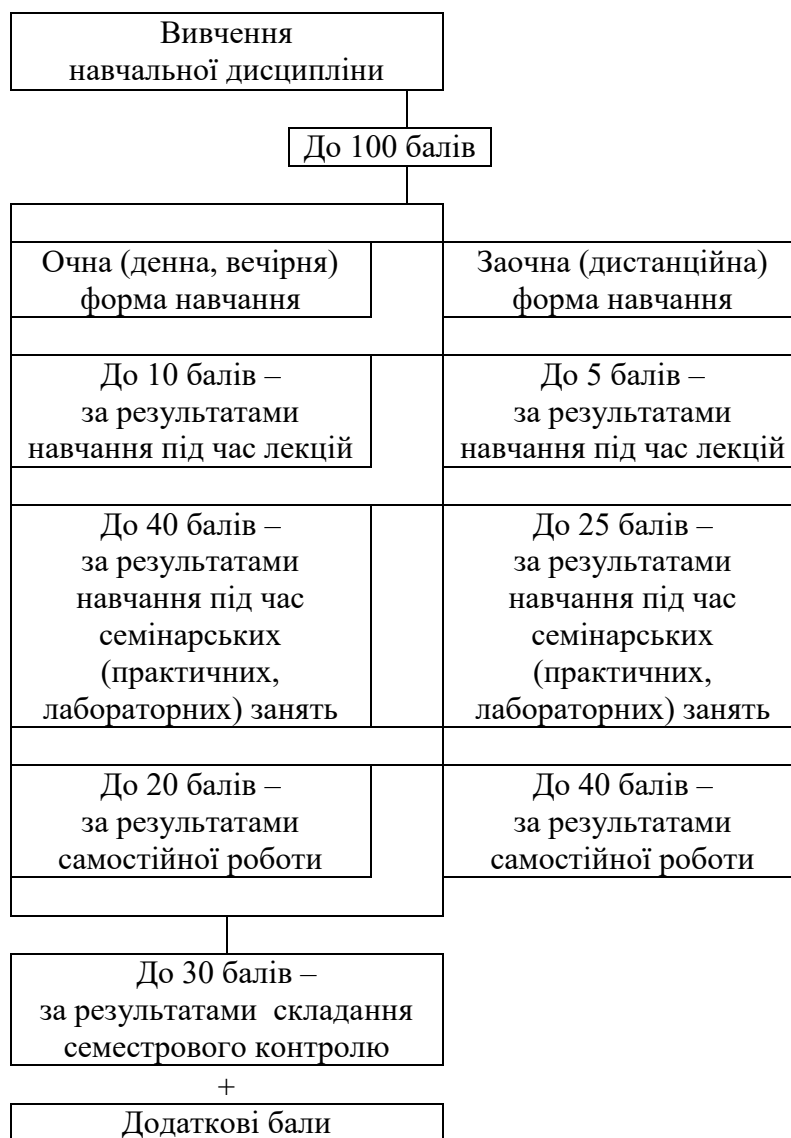 Вивчення
навчальної дисципліни
До 100 балів
Очна (денна, вечірня)
форма навчання
Заочна (дистанційна)
форма навчання
До 10 балів –
за результатами
навчання під час лекцій
До 5 балів –
за результатами
навчання під час лекцій
До 40 балів –
за результатами
навчання під час
семінарських
(практичних,
лабораторних) занять
До 25 балів –
за результатами
навчання під час
семінарських
(практичних,
лабораторних) занять
До 20 балів –
за результатами
самостійної роботи
До 40 балів –
за результатами
самостійної роботи
До 30 балів –
за результатами складання
семестрового контролю
+
Додаткові бали